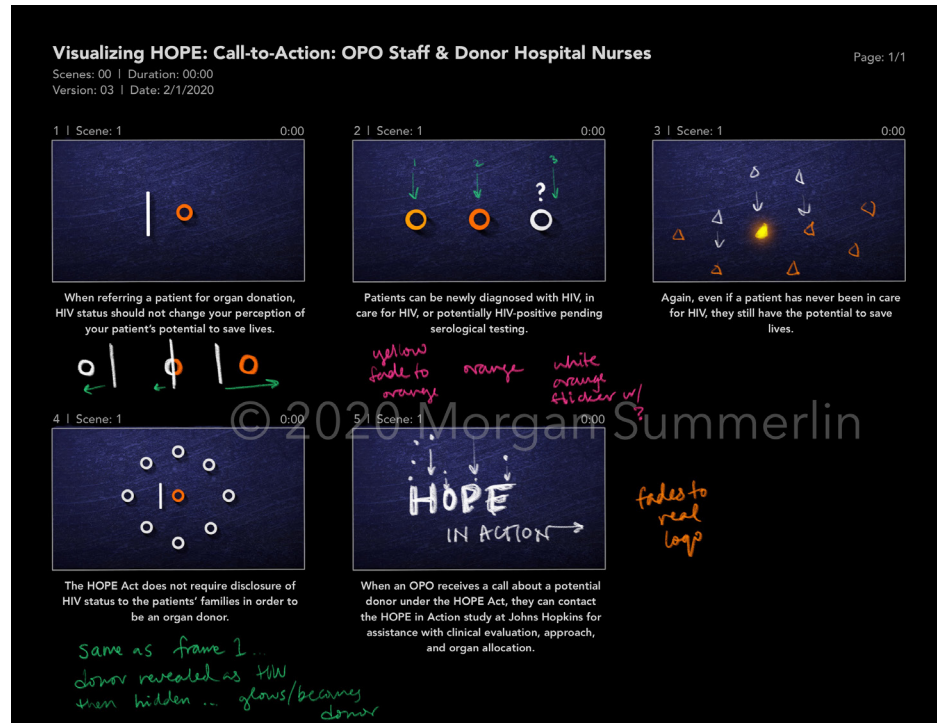 Visualizing HOPE: Call-to-Action: OPO Staff & Donor Hospital Nurses
Page: 1/1
Scenes: 00 | Duration: 00:00
Version: 03 | Date: 2/1/2020
1 | Scene: 1 0:00
When referring a patient for organ donation,
HIV status should not change your perception of
your patient's potential to save lives.
2 | Scene: 1 0:00
1 2 3
?
Patients can be newly diagnosed with HIV, in
care for HIV, or potentially HIV-positive pending
serological testing.
yellow
fade to
orange
orange
white
orange
flicker w/
?
3 | Scene: 1 0:00
Again, even if a patient has never been in care
for HIV, they still have the potential to save
lives.
© 2020 Morgan Summerlin
4 | Scene: 1 0:00
The HOPE Act does not require disclosure of
HIV status to the patients' families in order to
be an organ donor.
same as frame 1...
donor revealed as HIV
then hidden ... glows/becomes
donor
5 | Scene: 1 0:00
HOPE
IN ACTION
When an OPO receives a call about a potential
donor under the HOPE Act, they can contact
the HOPE in Action study at Johns Hopkins for
assistance with clinical evaluation, approach,
and organ allocation.
fades to
real
logo